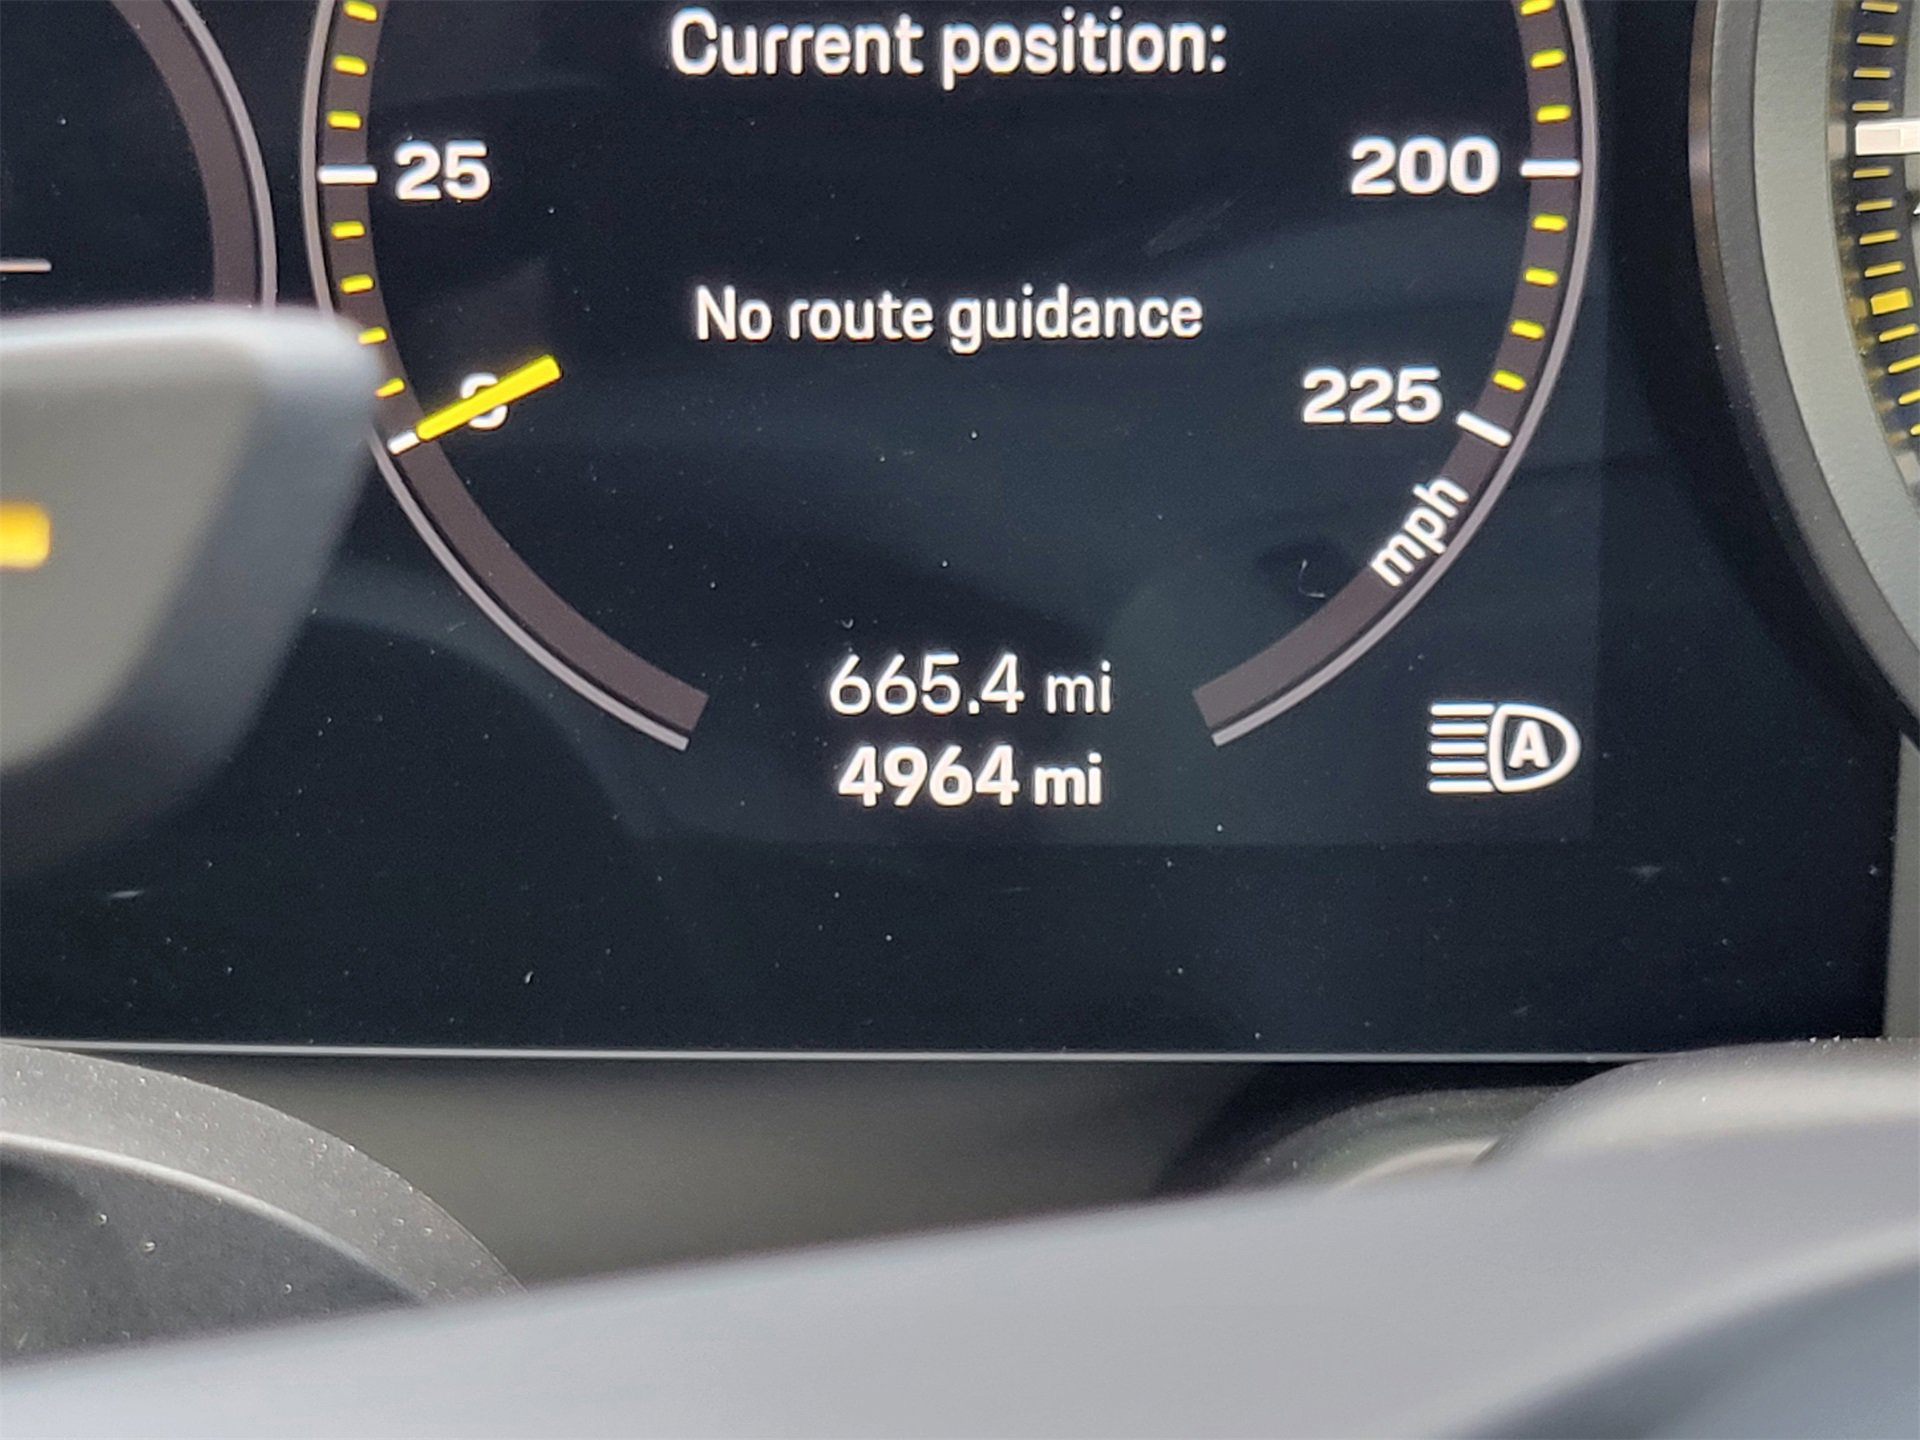 Current position:
25
200
No route guidance
0
225
mph
665.4 mi
4964 mi
A